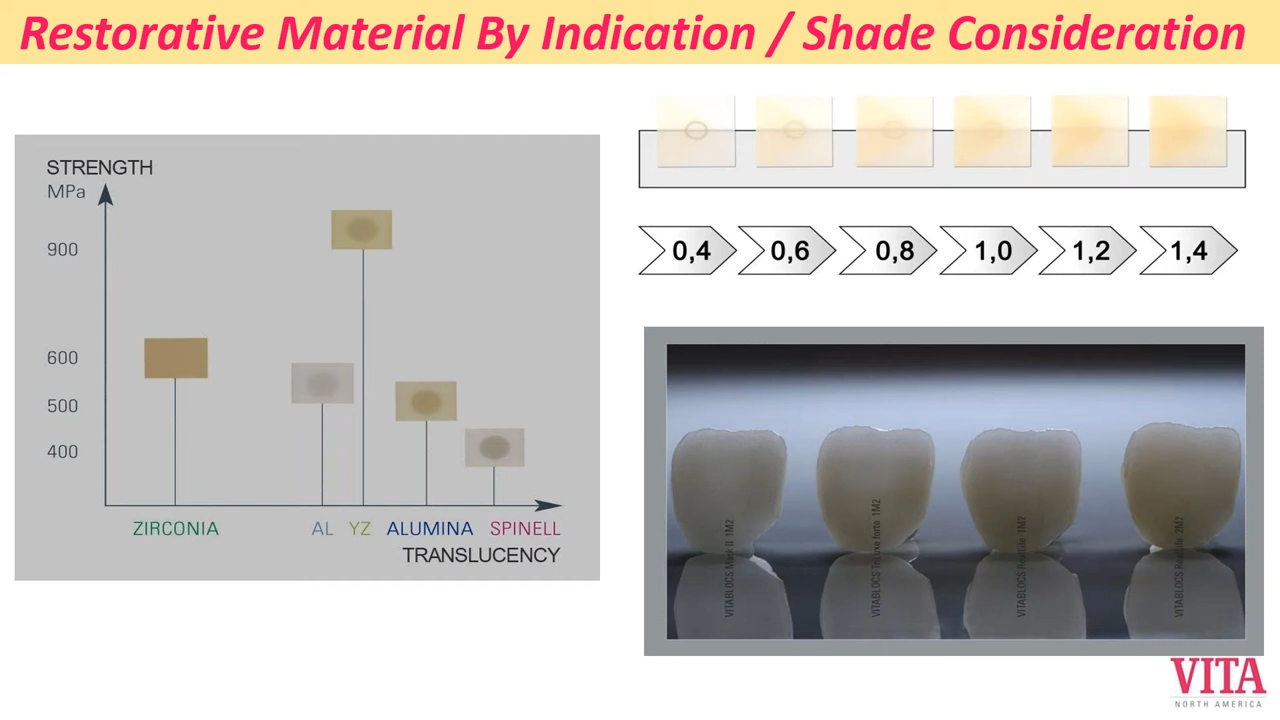 Restorative Material By Indication / Shade Consideration
STRENGTH
MPa
900
600
500
400
ZIRCONIA AL YZ ALUMINA SPINELL
TRANSLUCENCY
0,4 0,6 0,8 1,0 1,2 1,4
VITABLOCS Mark II 1M2
VITABLOCS TriLuxe forte 1M2
VITABLOCS RealLife 1M2
VITABLOCS RealLife 2M2
VITA
NORTH AMERICA